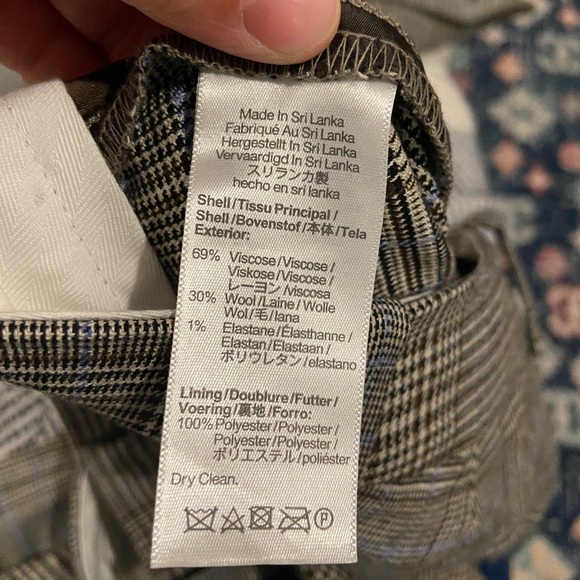 Made In Sri Lanka
Fabriqué Au Sri Lanka
Hergestellt In Sri Lanka
Vervaardigd In Sri Lanka
スリランカ製
hecho en sri lanka
Shell/Tissu Principal/
Shell/Bovenstof/本体/Tela
Exterior:
69% Viscose/Viscose/
Viskose/Viscose/
レーヨン/viscosa
30% Wool/Laine/Wolle
Wol/毛/lana
1% Elastane/Élasthanne/
Elastan/Elastaan/
ポリウレタン/elastano
Lining/Doublure/Futter/
Voering/裏地/Forro:
100% Polyester/Polyester/
Polyester/Polyester/
ポリエステル/poliéster
Dry Clean.
P